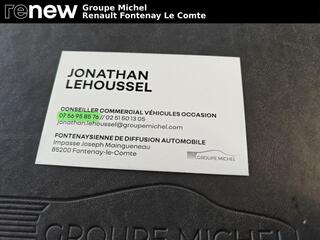 renew
Groupe Michel
Renault Fontenay Le Comte
JONATHAN
LEHOUSSEL
CONSEILLER COMMERCIAL VÉHICULES OCCASION
07 56 95 85 76 // 02 51 50 13 05
jonathan.lehoussel@groupemichel.com
FONTENAYSIENNE DE DIFFUSION AUTOMOBILE
Impasse Joseph Maingueneau
85200 Fontenay-le-Comte
GROUPE MICHEL
GROUPE MICHEL